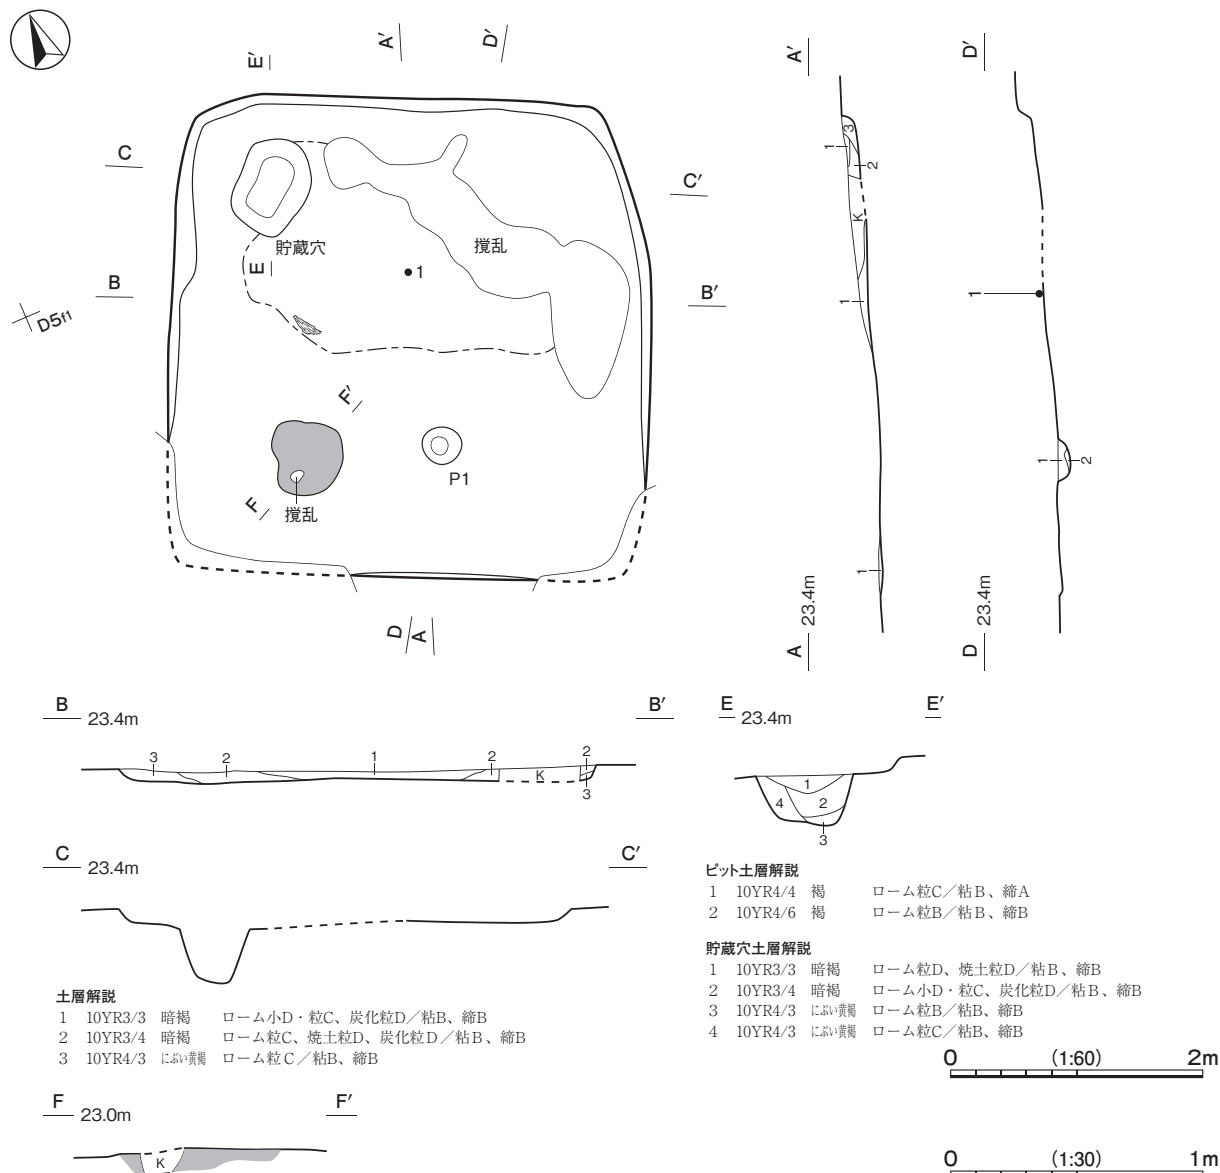 A′
D′
E′
C
C′
貯蔵穴
攪乱
E
1
B
B′
D5f1
F′
P1
F
攪乱
D
A
A′
3
1
2
K
1
1
A 23.4m
D′
1
1
2
D 23.4m
B 23.4m B′
3 2 1 2 K 2
3
E 23.4m E′
1
4 2
3
C 23.4m C′
ピット土層解説
1 10YR4/4 褐 ローム粒C/粘B、締A
2 10YR4/6 褐 ローム粒B/粘B、締B
貯蔵穴土層解説
1 10YR3/3 暗褐 ローム粒D、焼土粒D/粘B、締B
2 10YR3/4 暗褐 ローム小D・粒C、炭化粒D/粘B、締B
3 10YR4/3 にぶい黄褐 ローム粒B/粘B、締B
4 10YR4/3 にぶい黄褐 ローム粒C/粘B、締B
土層解説
1 10YR3/3 暗褐 ローム小D・粒C、炭化粒D/粘B、締B
2 10YR3/4 暗褐 ローム粒C、焼土粒D、炭化粒D/粘B、締B
3 10YR4/3 にぶい黄褐 ローム粒C/粘B、締B
0 (1:60) 2m
F 23.0m F′
K
0 (1:30) 1m